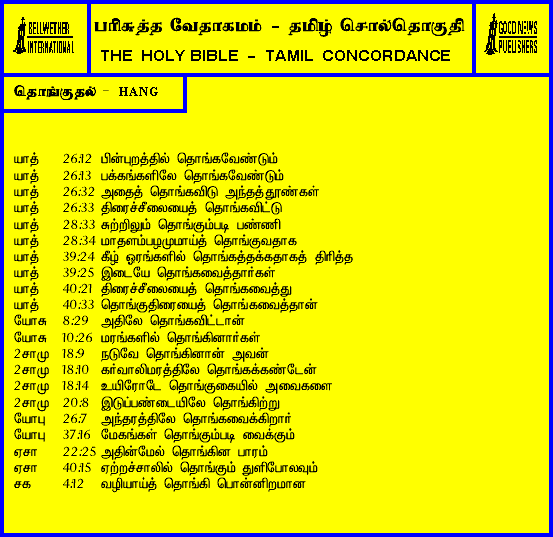 BELLWETHER
INTERNATIONAL
பரிசுத்த வேதாகமம் - தமிழ் சொல்தொகுதி
THE HOLY BIBLE - TAMIL CONCORDANCE
GOOD NEWS
PUBLISHERS
தொங்குதல் - HANG
யாத் 26:12 பின்புறத்தில் தொங்கவேண்டும்
யாத் 26:13 பக்கங்களிலே தொங்கவேண்டும்
யாத் 26:32 அதைத் தொங்கவிடு அந்தத்தூண்கள்
யாத் 26:33 திரைச்சீலையைத் தொங்கவிட்டு
யாத் 28:33 சுற்றிலும் தொங்கும்படி பண்ணி
யாத் 28:34 மாதளம்பழமுமாய்த் தொங்குவதாக
யாத் 39:24 கீழ் ஓரங்களில் தொங்கத்தக்கதாகத் திரித்த
யாத் 39:25 இடையே தொங்கவைத்தார்கள்
யாத் 40:21 திரைச்சீலையைத் தொங்கவைத்து
யாத் 40:33 தொங்குதிரையைத் தொங்கவைத்தான்
யோசு 8:29 அதிலே தொங்கவிட்டான்
யோசு 10:26 மரங்களில் தொங்கினார்கள்
2சாமு 18:9 நடுவே தொங்கினான் அவன்
2சாமு 18:10 கர்வாலிமரத்திலே தொங்கக்கண்டேன்
2சாமு 18:14 உயிரோடே தொங்குகையில் அவைகளை
2சாமு 20:8 இடுப்பண்டையிலே தொங்கிற்று
யோபு 26:7 அந்தரத்திலே தொங்கவைக்கிறார்
யோபு 37:16 மேகங்கள் தொங்கும்படி வைக்கும்
ஏசா 22:25 அதின்மேல் தொங்கின பாரம்
ஏசா 40:15 ஏற்றச்சாலில் தொங்கும் துளிபோலவும்
சக 4:12 வழியாய்த் தொங்கி பொன்னிறமான